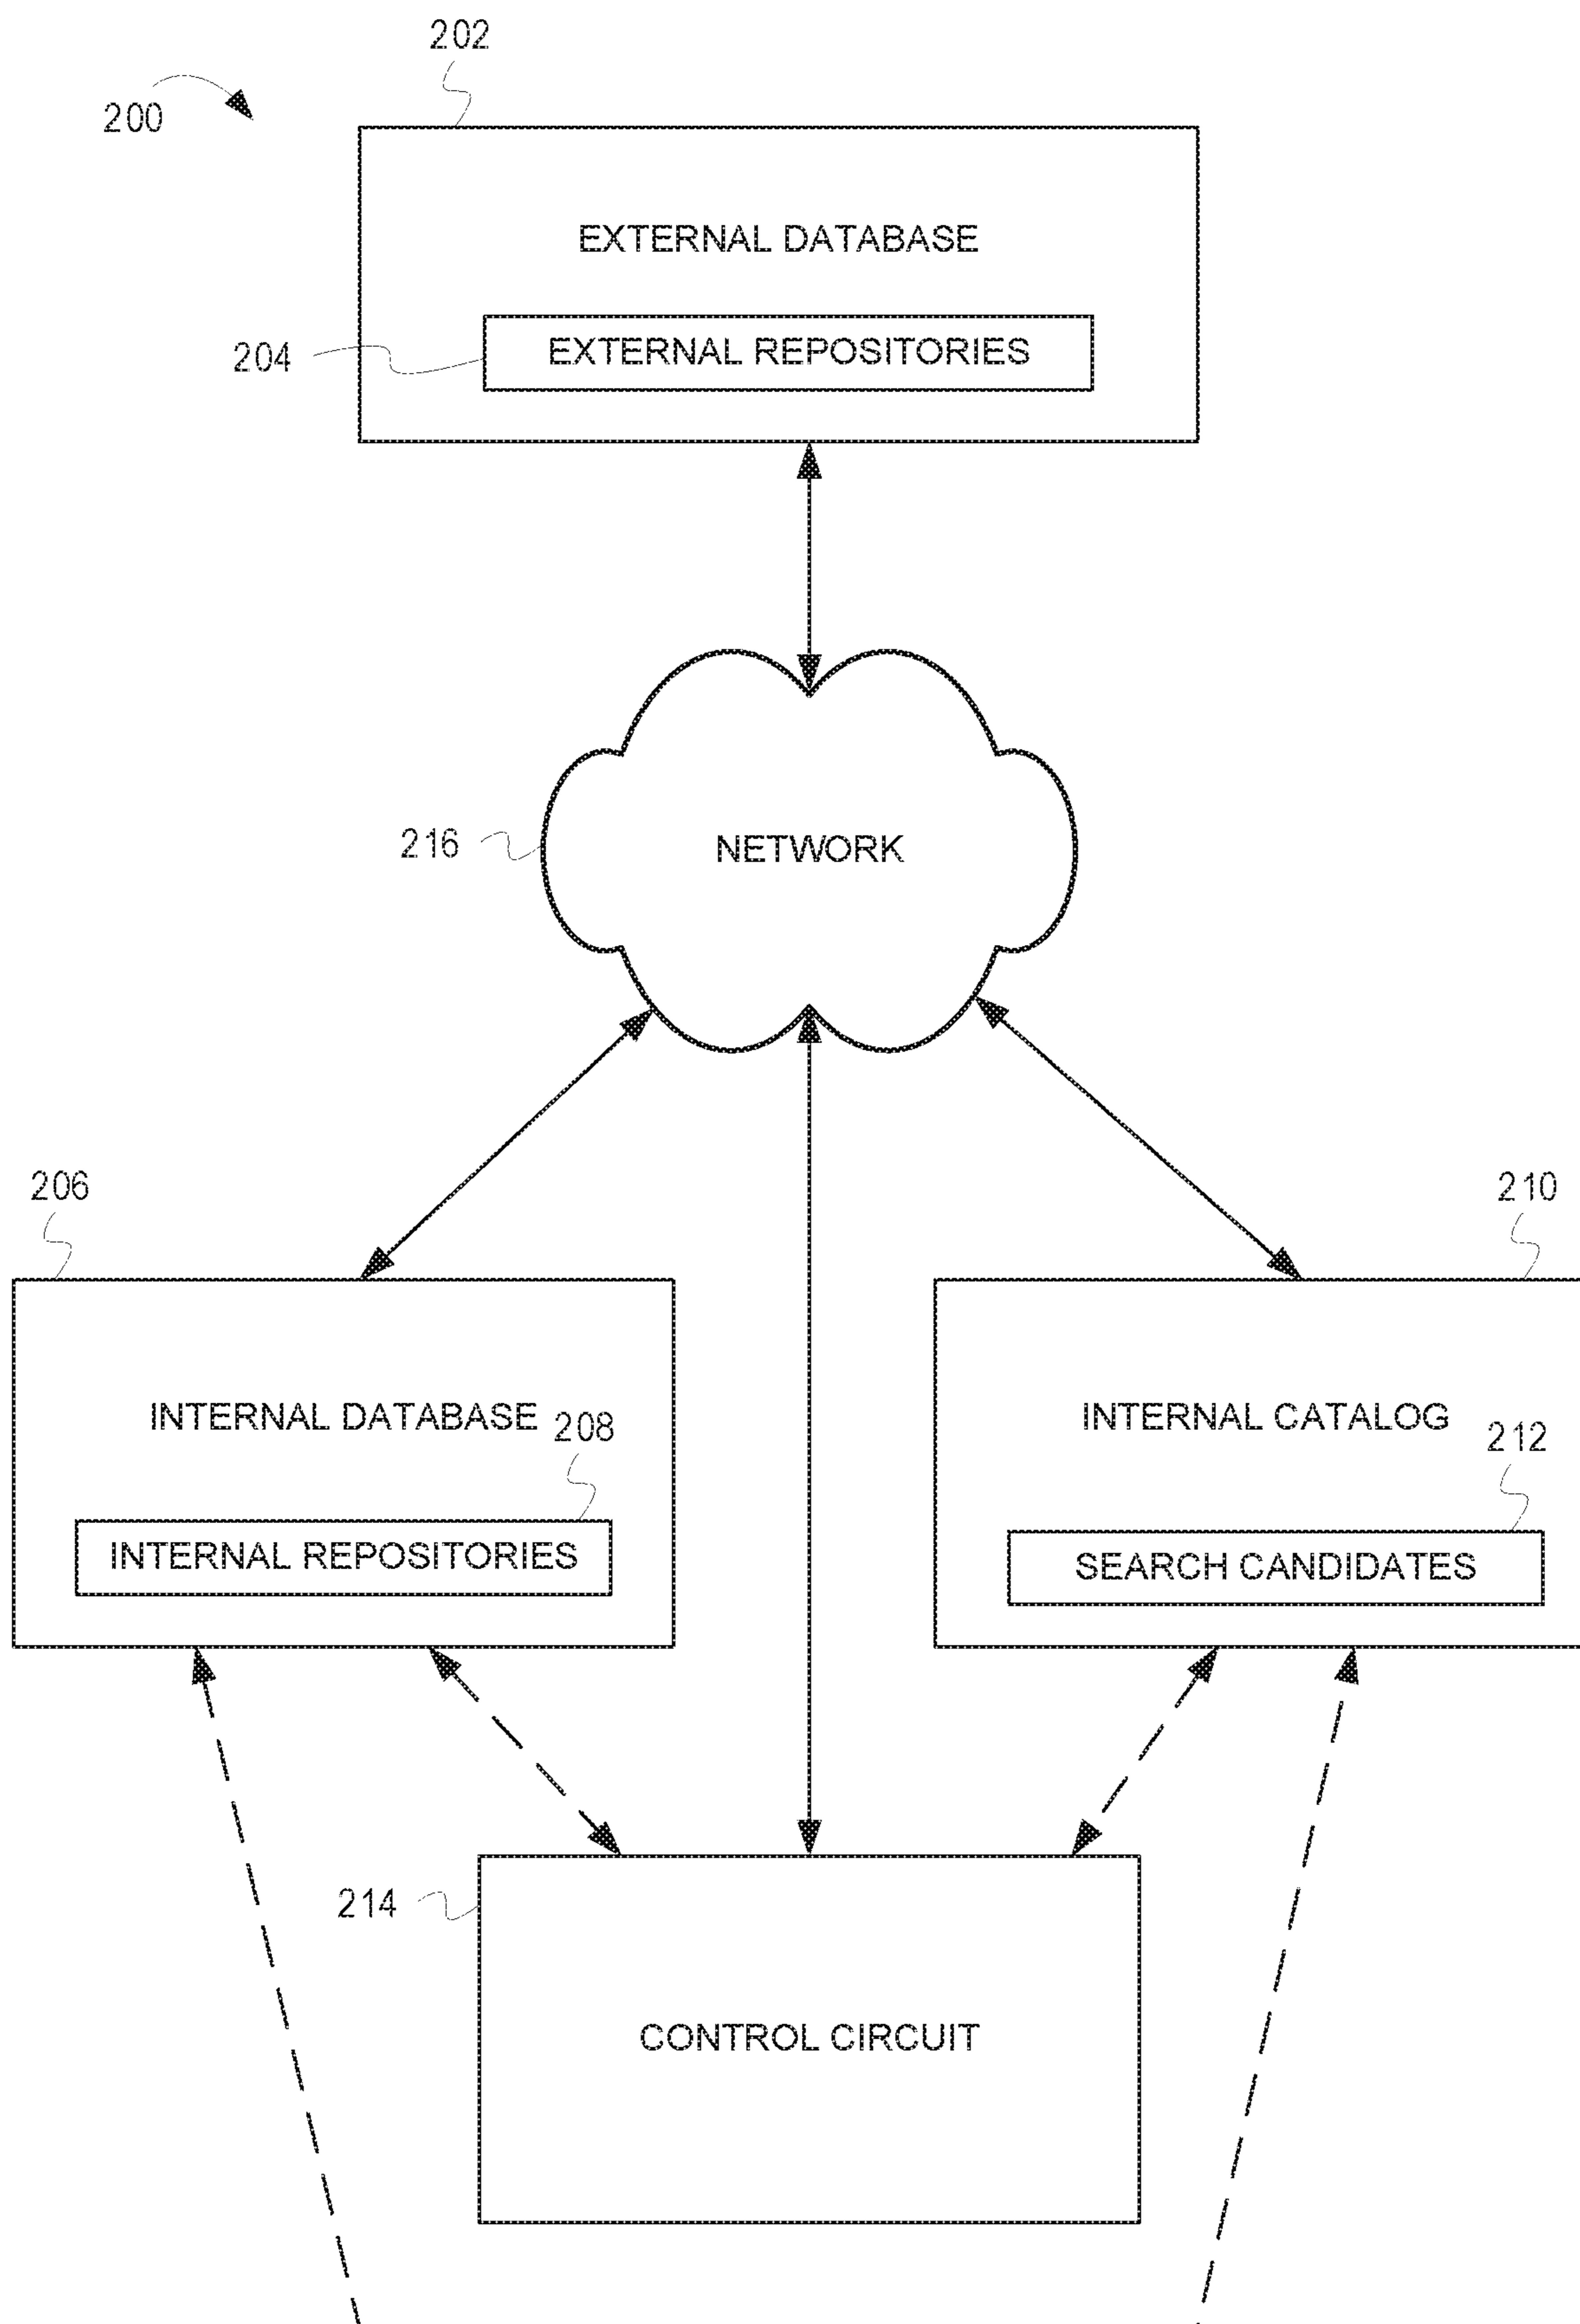 202
200
EXTERNAL DATABASE
204
EXTERNAL REPOSITORIES
216
NETWORK
206
210
INTERNAL DATABASE
208
INTERNAL CATALOG
212
INTERNAL REPOSITORIES
SEARCH CANDIDATES
214
CONTROL CIRCUIT